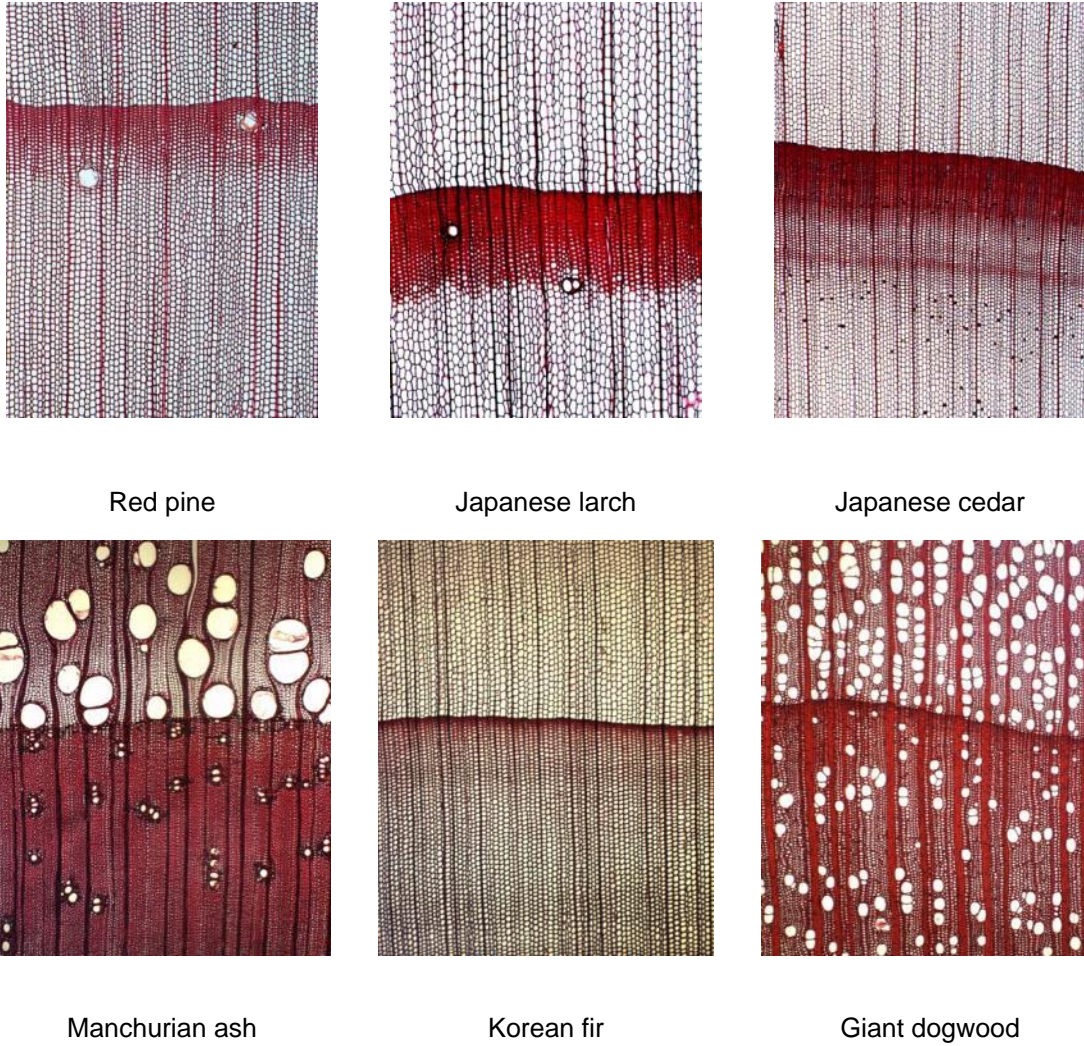 Red pine
Japanese larch
Japanese cedar
Manchurian ash
Korean fir
Giant dogwood